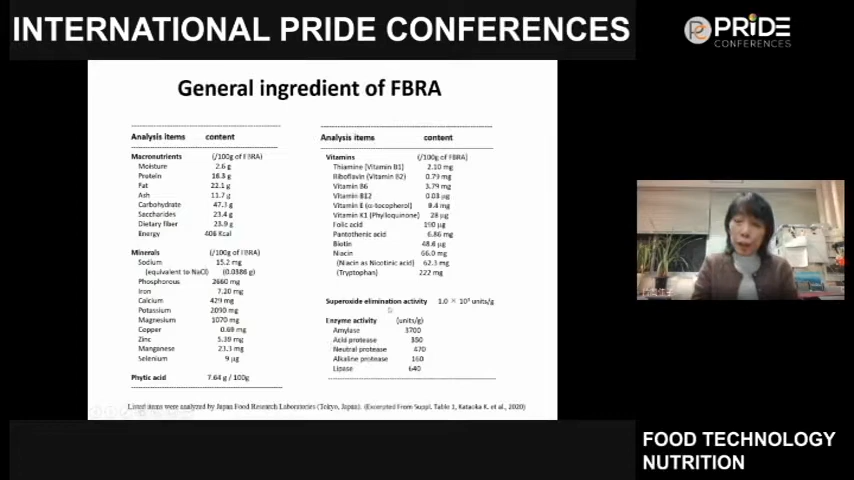 INTERNATIONAL PRIDE CONFERENCES
PRIDE
CONFERENCES
General ingredient of FBRA
Analysis items content
Macronutrients (/100g of FBRA)
Moisture 2.6 g
Protein 16.3 g
Fat 22.1 g
Ash 11.7 g
Carbohydrate 47.3 g
Saccharides 23.4 g
Dietary fiber 23.9 g
Energy 406 Kcal
Minerals (/100g of FBRA)
Sodium 15.2 mg
(equivalent to NaCl) (0.0386 g)
Phosphorous 2660 mg
Iron 7.20 mg
Calcium 429 mg
Potassium 2090 mg
Magnesium 1070 mg
Copper 0.68 mg
Zinc 5.39 mg
Manganese 23.3 mg
Selenium 9 µg
Phytic acid 7.64 g / 100g
Analysis items content
Vitamins (/100g of FBRA)
Thiamine (Vitamin B1) 2.10 mg
Riboflavin (Vitamin B2) 0.79 mg
Vitamin B6 3.79 mg
Vitamin B12 0.03 µg
Vitamin E (α-tocopherol) 8.4 mg
Vitamin K1 (Phylloquinone) 28 µg
Folic acid 190 µg
Pantothenic acid 6.86 mg
Biotin 48.6 µg
Niacin 66.0 mg
(Niacin as Nicotinic acid) 62.3 mg
(Tryptophan) 222 mg
Superoxide elimination activity units/g
Enzyme activity (units/g)
Amylase 3700
Acid protease
Neutral protease 470
Alkaline protease 160
Lipase 640
Listed items were analyzed by Japan Food Research Laboratories (Tokyo, Japan). (Excerpted From Suppl. Table 1, Kataoka K. et al., 2020)
FOOD TECHNOLOGY
NUTRITION